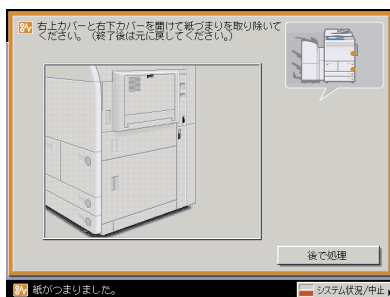 右上カバーと右下カバーを開けて紙づまりを取り除いて
ください。（終了後は元に戻してください。）
後で処理
紙がつまりました。
システム状況/中止